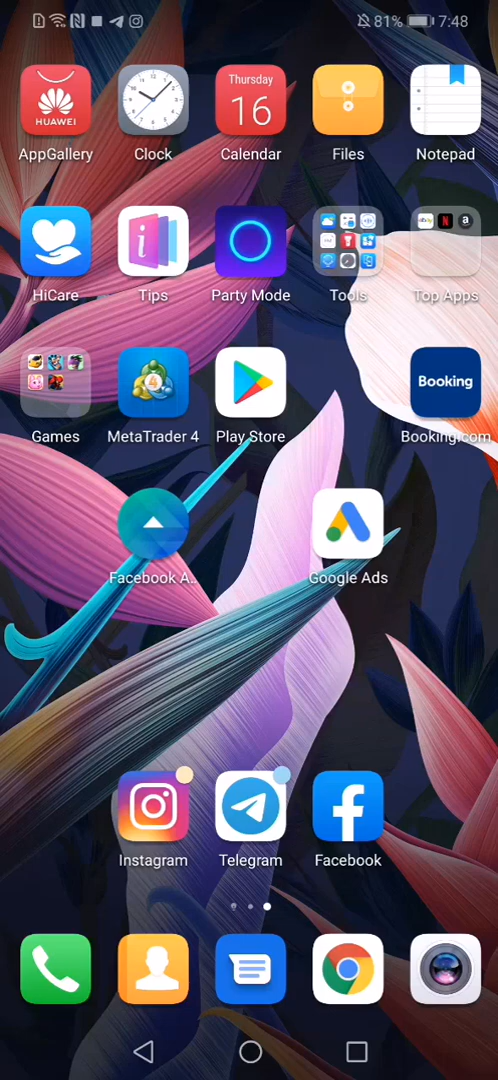 81% 7:48
HUAWEI
Thursday
16
AppGallery Clock Calendar Files Notepad
ebay N a
HiCare Tips Party Mode Tools Top Apps
Booking
Games MetaTrader 4 Play Store Booking.com
Facebook A.. Google Ads
Instagram Telegram Facebook